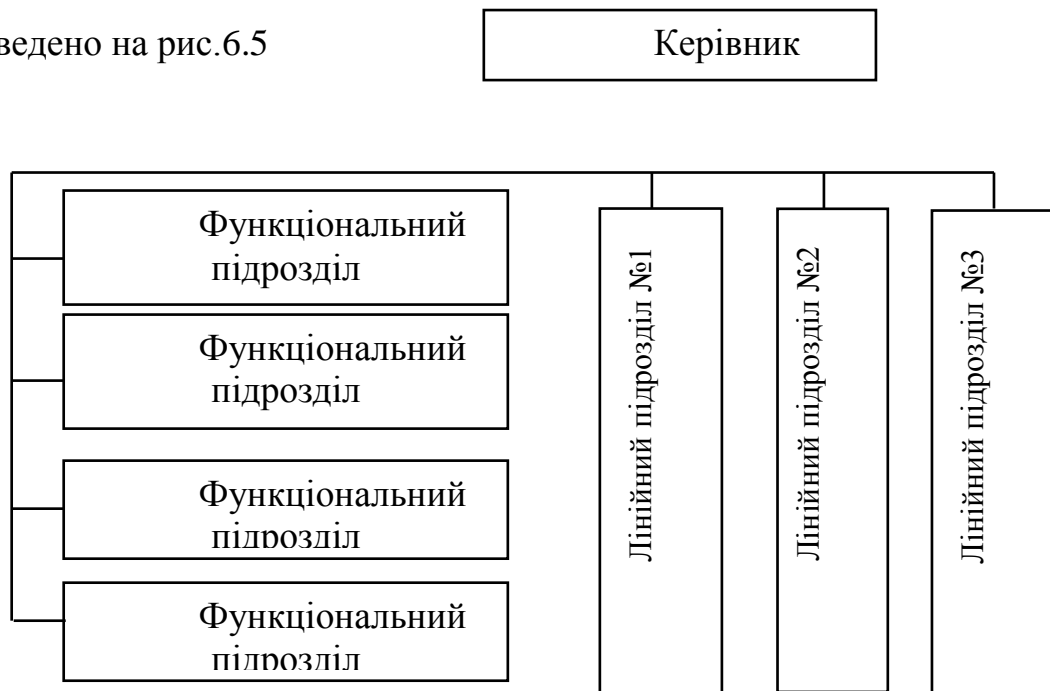 ведено на рис.6.5
Керівник
Функціональний
підрозділ
Функціональний
підрозділ
Функціональний
підрозділ
Функціональний
підрозділ
Лінійний підрозділ №1
Лінійний підрозділ №2
Лінійний підрозділ №3